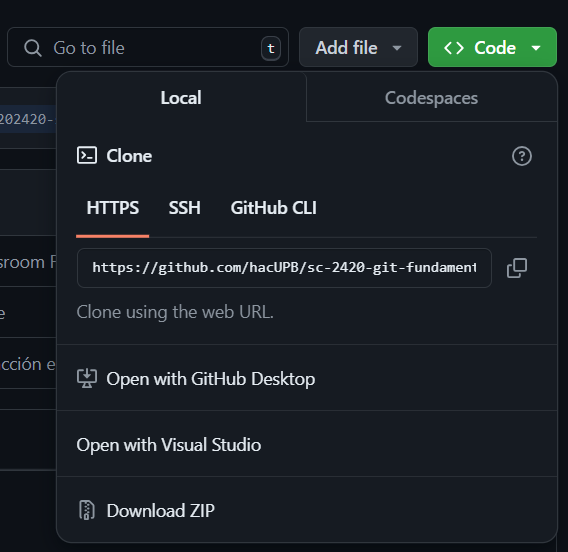 Go to file
t
Add file
Code
Local
Codespaces
202420-
Clone
HTTPS
SSH
GitHub CLI
https://github.com/hacUPB/sc-2420-git-fundament
Clone using the web URL.
sroom F
e
cción e
Open with GitHub Desktop
Open with Visual Studio
Download ZIP